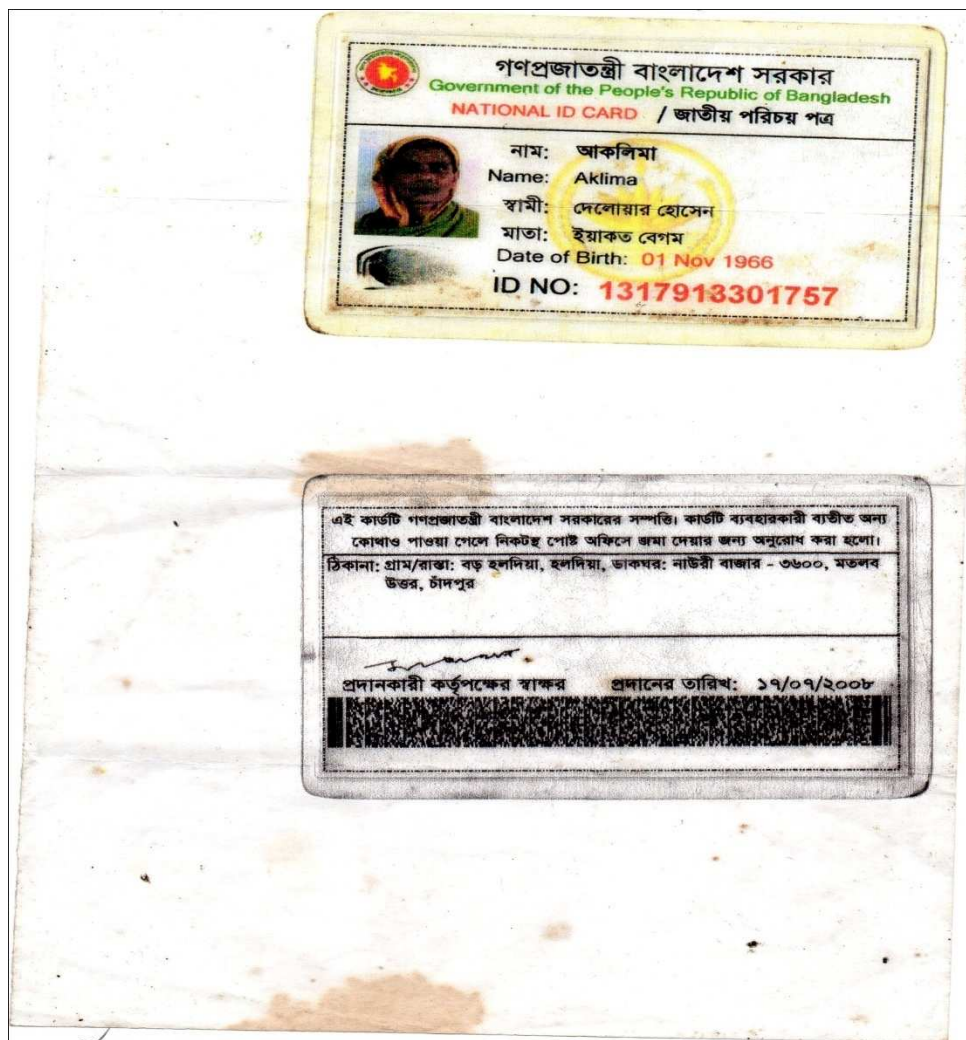 গণপ্রজাতন্ত্রী বাংলাদেশ সরকার
Government of the People's Republic of Bangladesh
NATIONAL ID CARD / জাতীয় পরিচয় পত্র
নাম: আকলিমা
Name: Aklima
স্বামী: দেলোয়ার হোসেন
মাতা: ইয়াকত বেগম
Date of Birth: 01 Nov 1966
ID NO: 1317913301757
এই কার্ডটি গণপ্রজাতন্ত্রী বাংলাদেশ সরকারের সম্পত্তি। কার্ডটি ব্যবহারকারী ব্যতীত অন্য
কোথাও পাওয়া গেলে নিকটস্থ পোষ্ট অফিসে জমা দেয়ার জন্য অনুরোধ করা হলো।
ঠিকানা: গ্রাম/রাস্তা: বড় হলদিয়া, হলদিয়া, ডাকঘর: নাউরী বাজার - ৩৬০০, মতলব
উত্তর, চাঁদপুর
প্রদানকারী কর্তৃপক্ষের স্বাক্ষর প্রদানের তারিখ: ১৭/০৭/২০০৮